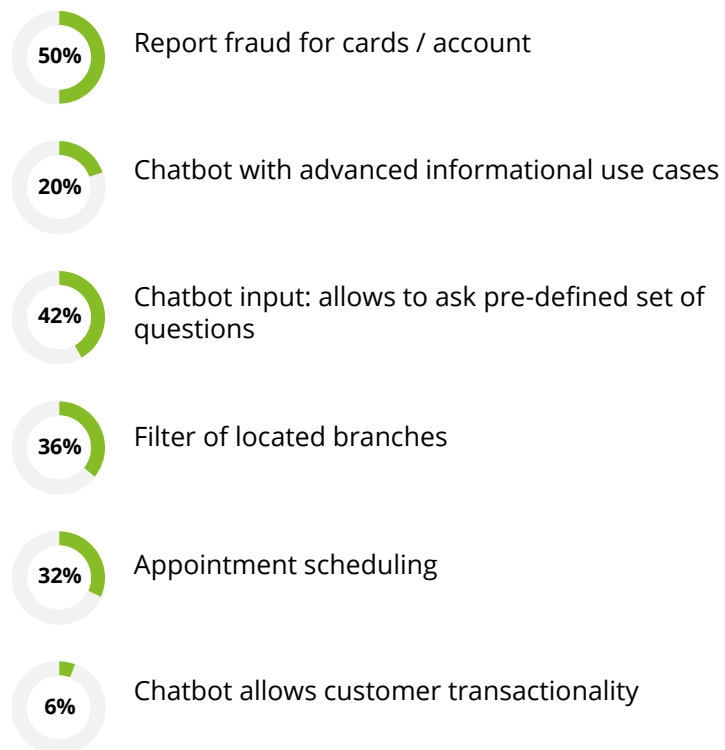 50%
Report fraud for cards / account
20%
Chatbot with advanced informational use cases
42%
Chatbot input: allows to ask pre-defined set of
questions
36%
Filter of located branches
32%
Appointment scheduling
6%
Chatbot allows customer transactionality